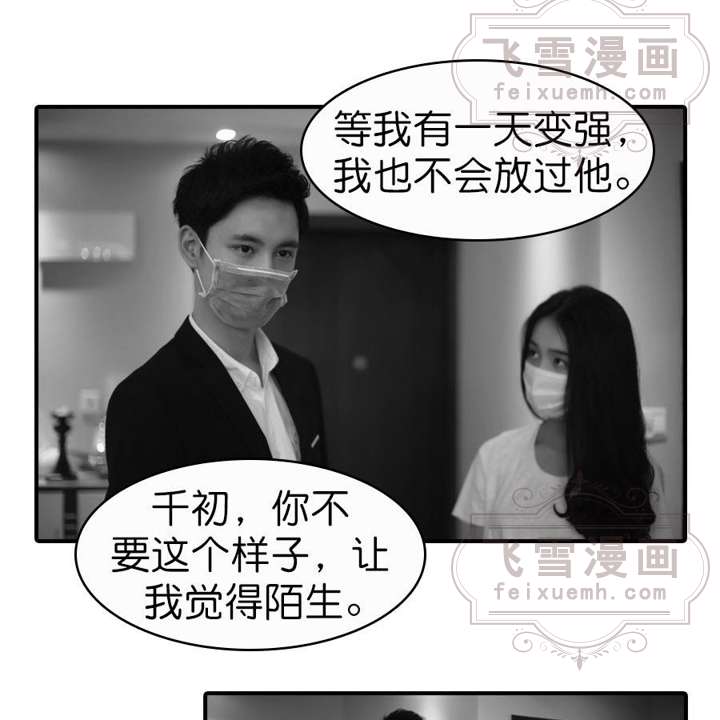 飞雪漫画
feixuemh.com
等我有一天变强，
我也不会放过他。
千初，你不
要这个样子，让
我觉得陌生。
飞雪漫画
feixuemh.com